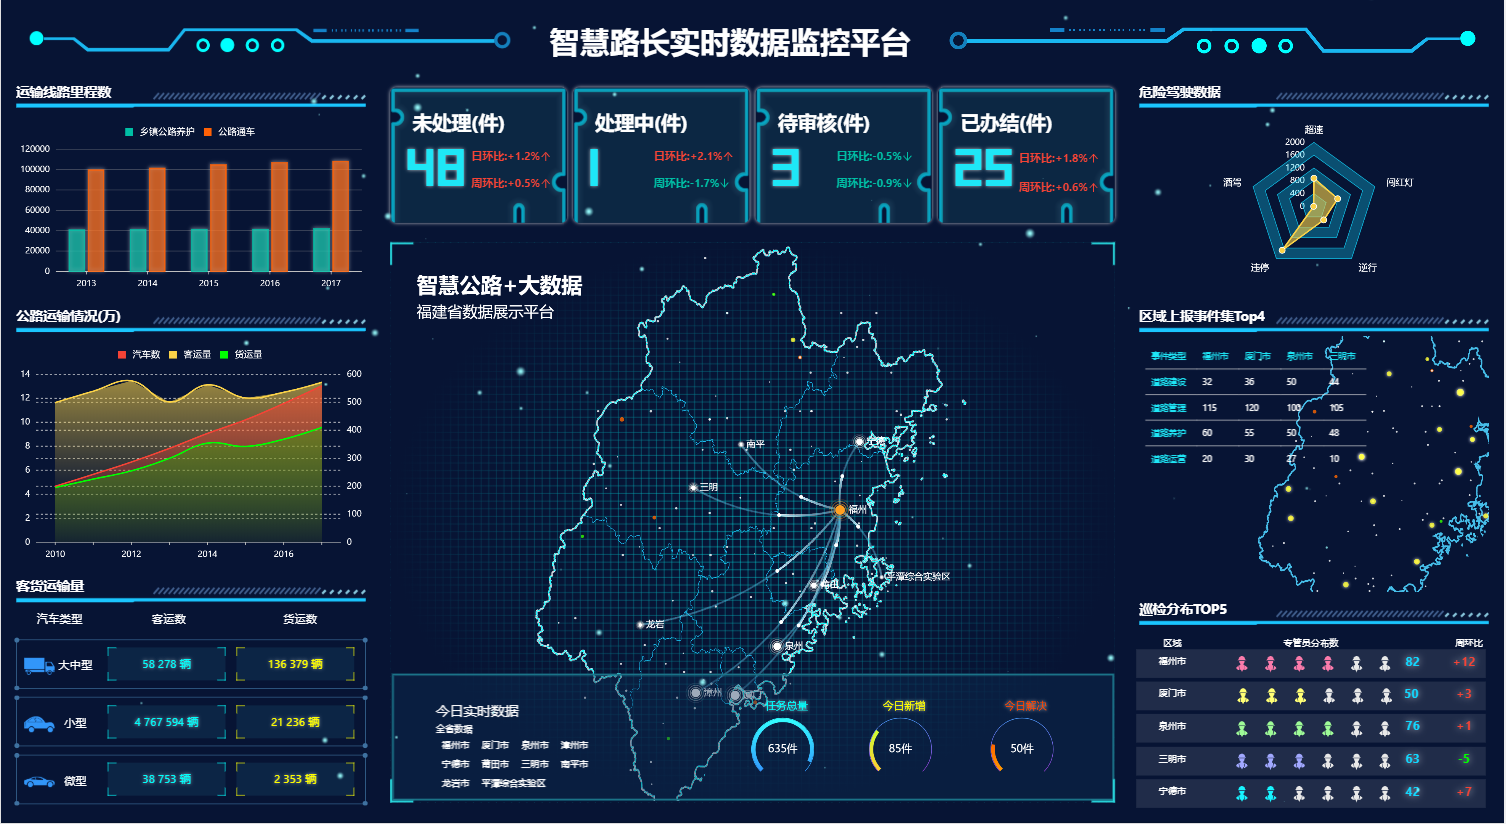 智慧路长实时数据监控平台
运输线路里程数
乡镇公路养护 公路通车
120000
100000
80000
60000
40000
20000
0
2013 2014 2015 2016 2017
公路运输情况(万)
汽车数 客运量 货运量
14 600
12 500
10 400
8 300
6 200
4 100
2 0
0
2010 2012 2014 2016
客货运输量
汽车类型 客运数 货运数
大中型 58 278 辆 136 379 辆
小型 4 767 594 辆 21 236 辆
微型 38 753 辆 2 353 辆
未处理(件)
48 日环比:+1.2%↑
周环比:+0.5%↑
处理中(件)
1 日环比:+2.1%↑
周环比:-1.7%↓
待审核(件)
3 日环比:-0.5%↓
周环比:-0.9%↓
已办结(件)
25 日环比:+1.8%↑
周环比:+0.6%↑
智慧公路+大数据
福建省数据展示平台
南平
三明
福州
平潭综合实验区
莆田
龙岩
泉州
漳州
今日实时数据
全省数据
福州市 厦门市 泉州市 漳州市
宁德市 莆田市 三明市 南平市
龙岩市 平潭综合实验区
任务总量 今日新增 今日解决
635件 85件 50件
危险驾驶数据
超速
2000
1600
1200
800
400
0
酒驾 闯红灯
违停 逆行
区域上报事件集Top4
事件类型 福州市 厦门市 泉州市 三明市
道路建设 32 36 50 44
道路管理 115 120 100 105
道路养护 60 55 50 48
道路运营 20 30 27 10
巡检分布TOP5
区域 专管员分布数 周环比
福州市 82 +12
厦门市 50 +3
泉州市 76 +1
三明市 63 -5
宁德市 42 +7